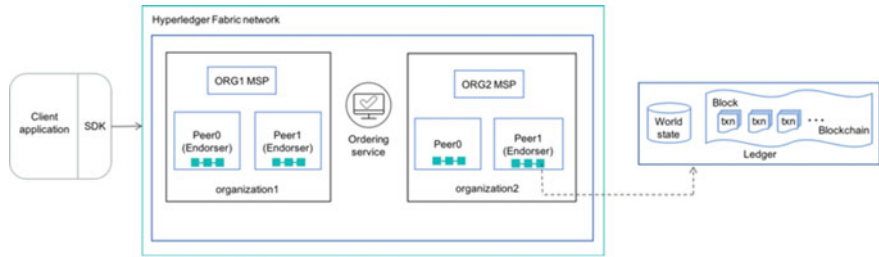 Hyperledger Fabric network
Client
application
SDK
ORG1 MSP
Peer0
(Endorser)
Peer1
(Endorser)
organization1
Ordering
service
ORG2 MSP
Peer0
Peer1
(Endorser)
organization2
World
state
Block
txn
txn
txn
...
Blockchain
Ledger